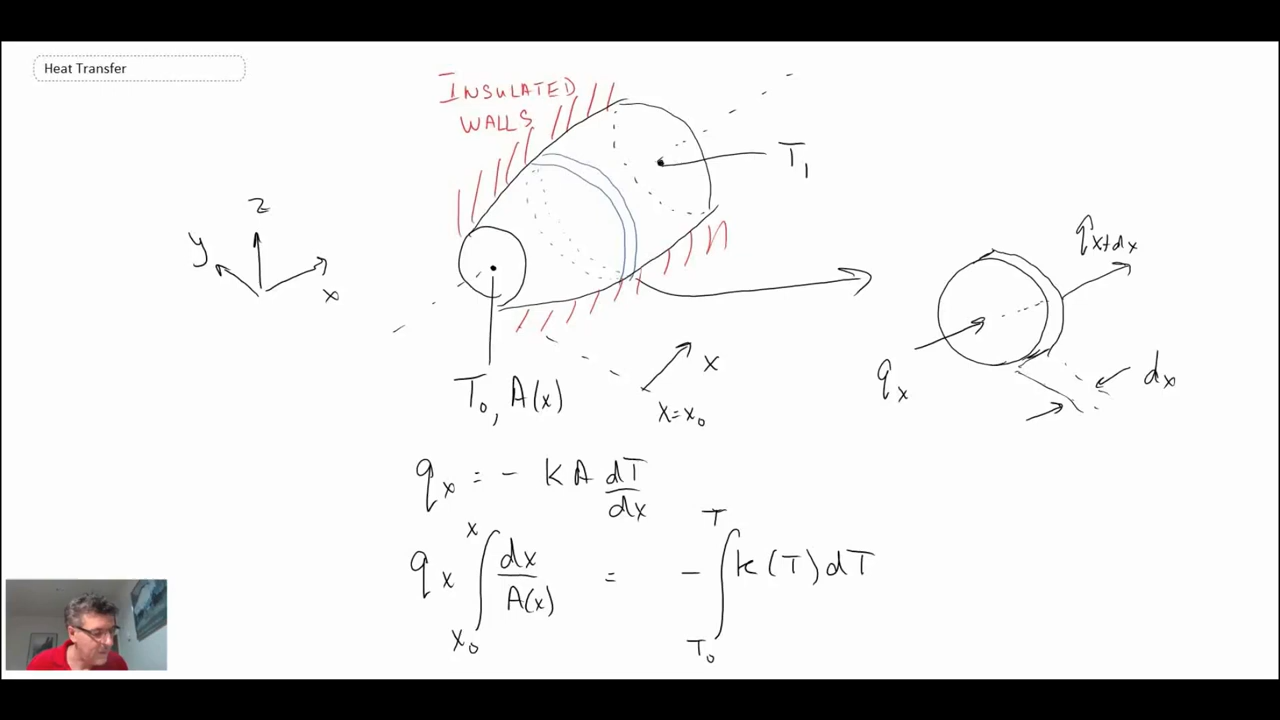 Heat Transfer
INSULATED
WALLS
T₁
z
y
x
qₓ₊dₓ
qₓ
dx
x
x=x₀
T₀, A(x)
qₓ = - KA dT/dx
qₓ ∫ₓ₀ˣ dx/A(x) = - ∫T₀ᵀ k(T)dT